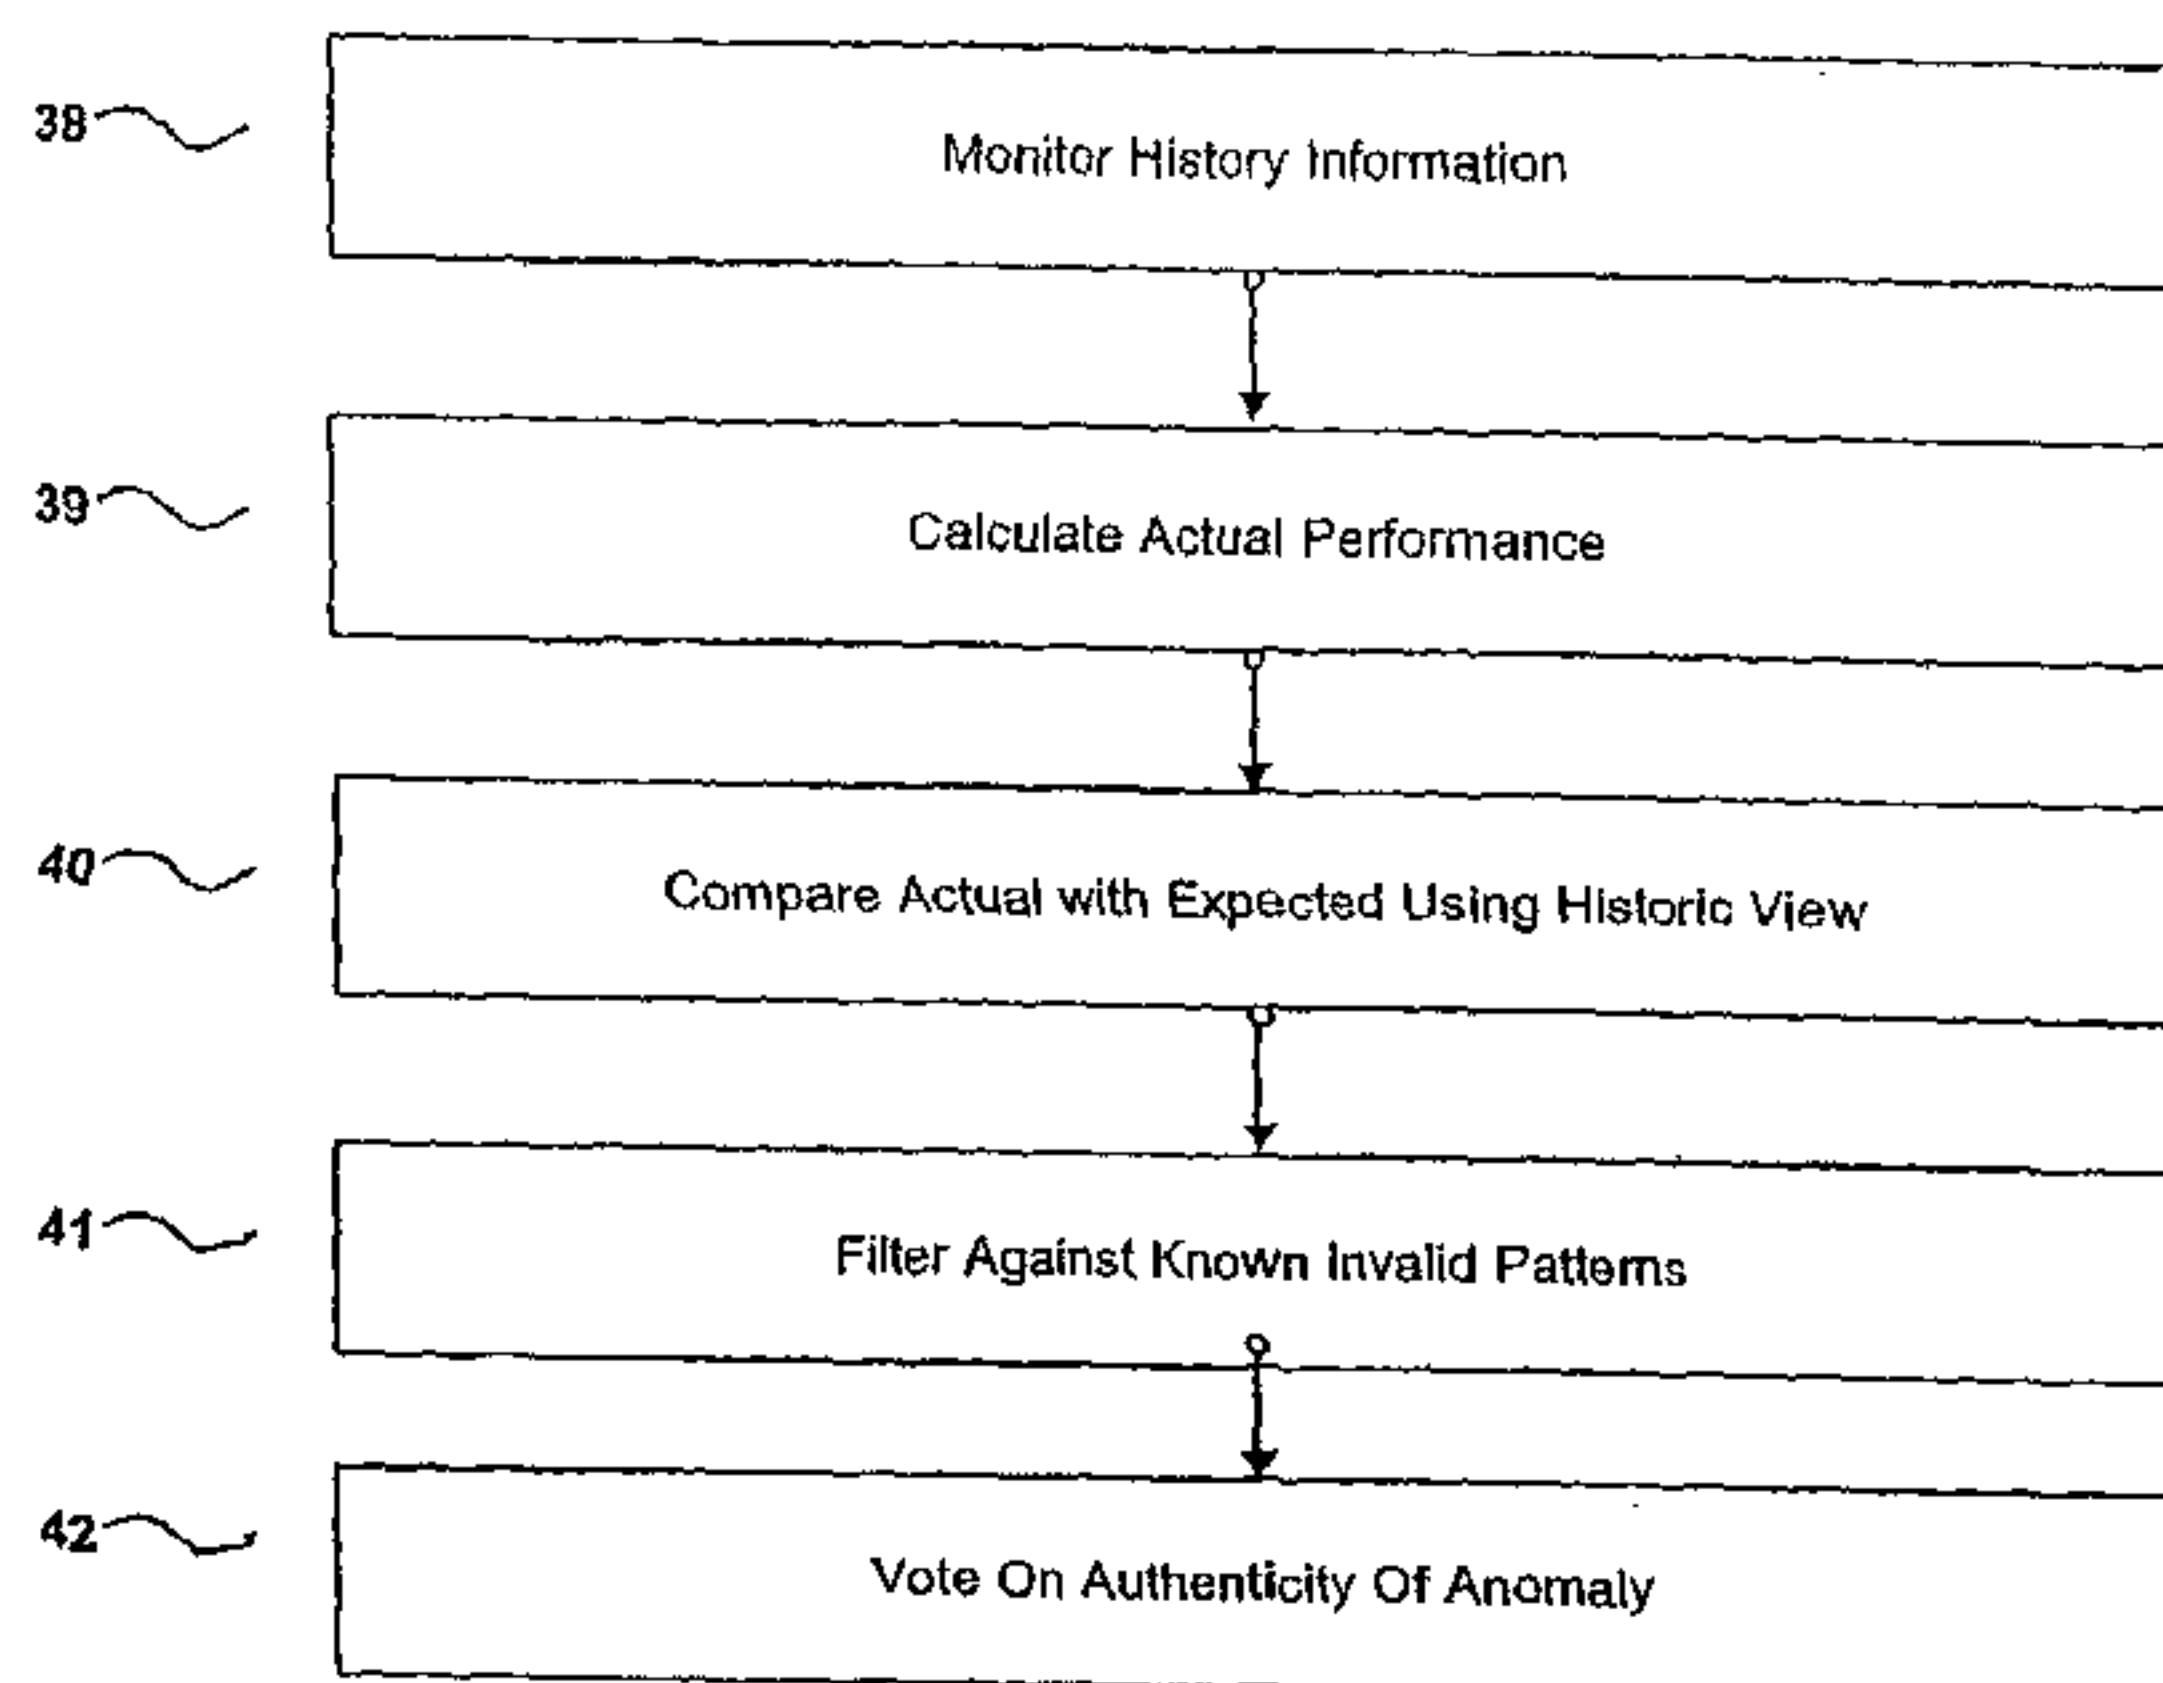 38
Monitor History Information
39
Calculate Actual Performance
40
Compare Actual with Expected Using Historic View
41
Filter Against Known Invalid Patterns
42
Vote On Authenticity Of Anomaly